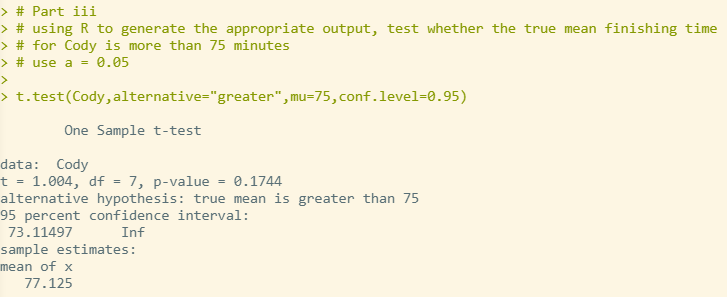 > # Part iii
> # using R to generate the appropriate output, test whether the true mean finishing time
> # for Cody is more than 75 minutes
> # use a = 0.05
>
> t.test(Cody,alternative="greater",mu=75,conf.level=0.95)
One Sample t-test
data:  Cody
t = 1.004, df = 7, p-value = 0.1744
alternative hypothesis: true mean is greater than 75
95 percent confidence interval:
73.11497      Inf
sample estimates:
mean of x
77.125